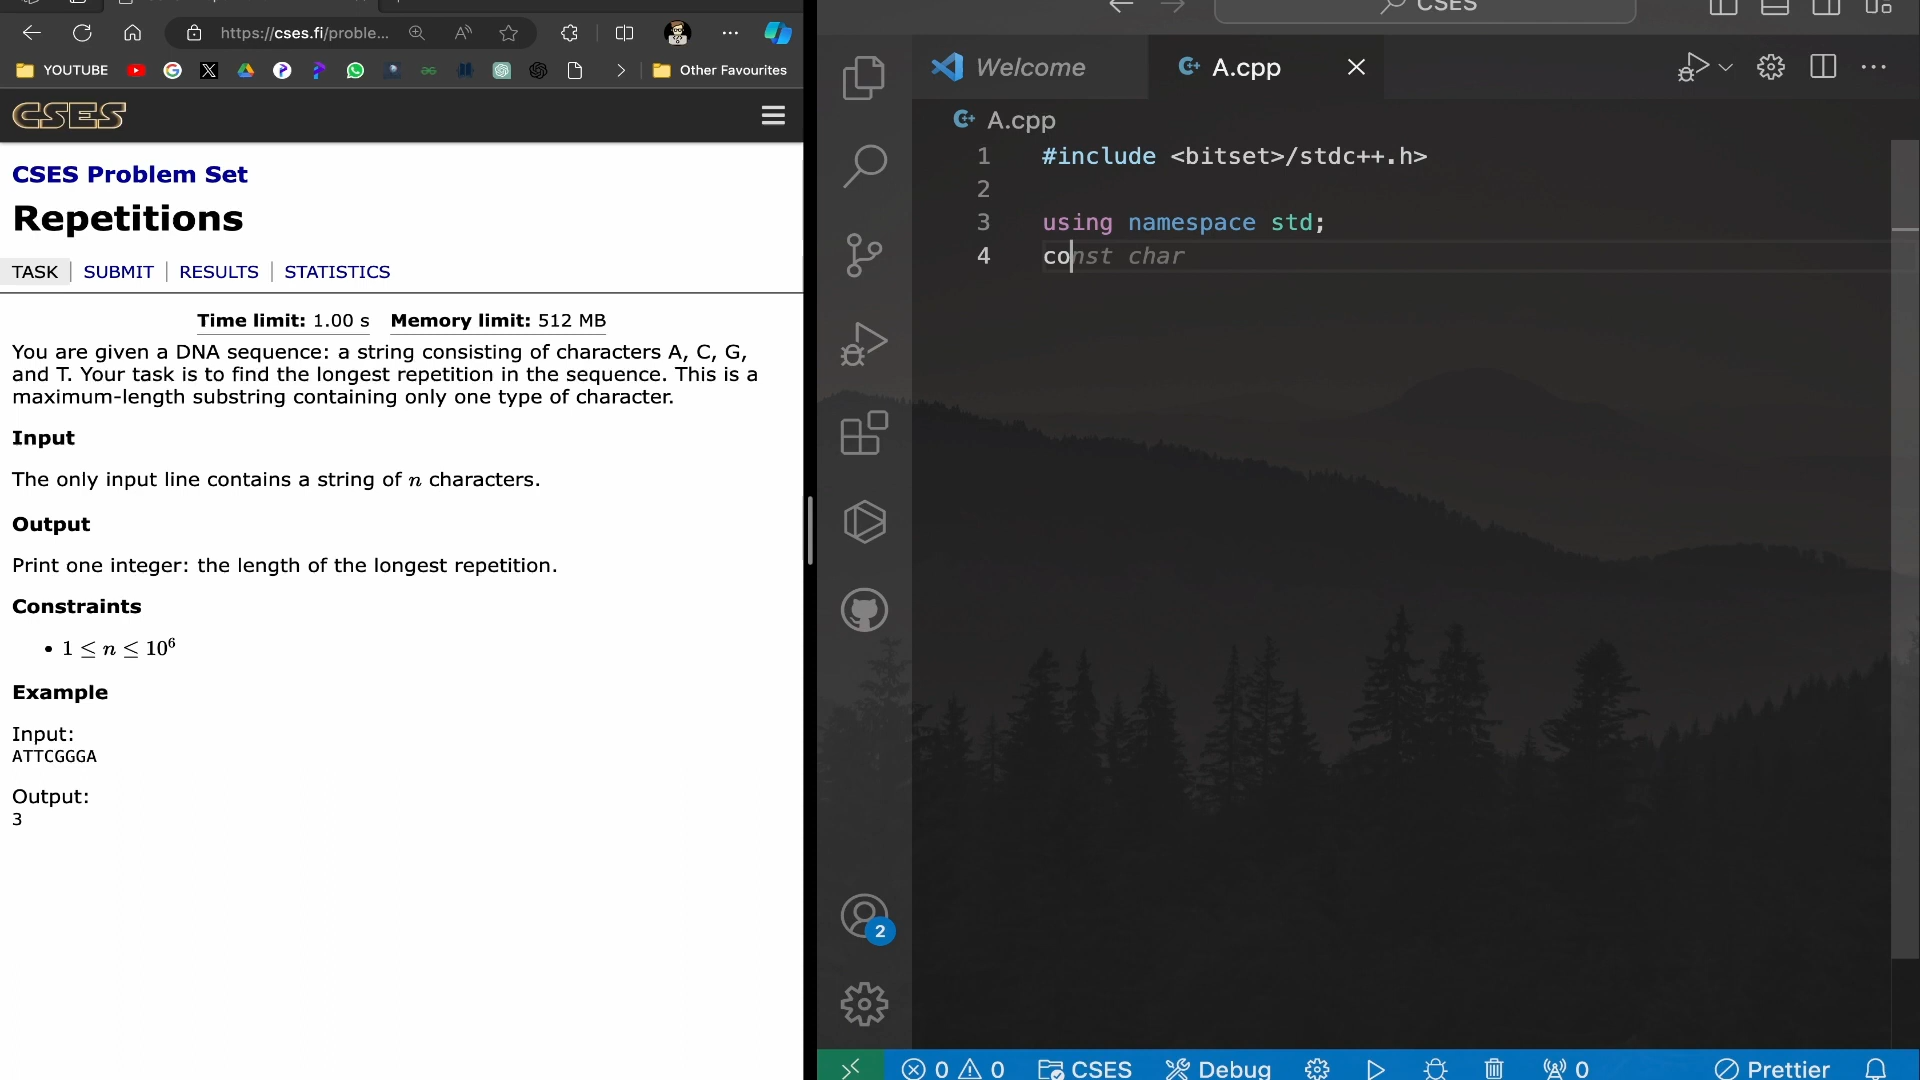 CSES
https://cses.fi/proble...
YOUTUBE
Other Favourites
CSES
CSES Problem Set
Repetitions
TASK | SUBMIT | RESULTS | STATISTICS
Time limit: 1.00 s Memory limit: 512 MB
You are given a DNA sequence: a string consisting of characters A, C, G,
and T. Your task is to find the longest repetition in the sequence. This is a
maximum-length substring containing only one type of character.
Input
The only input line contains a string of n characters.
Output
Print one integer: the length of the longest repetition.
Constraints
• 1 ≤ n ≤ 10⁶
Example
Input:
ATTCGGGA
Output:
3
Welcome
A.cpp
A.cpp
1 #include <bitset>/stdc++.h>
2
3 using namespace std;
4 const char
2
0 0 CSES Debug 0 Prettier